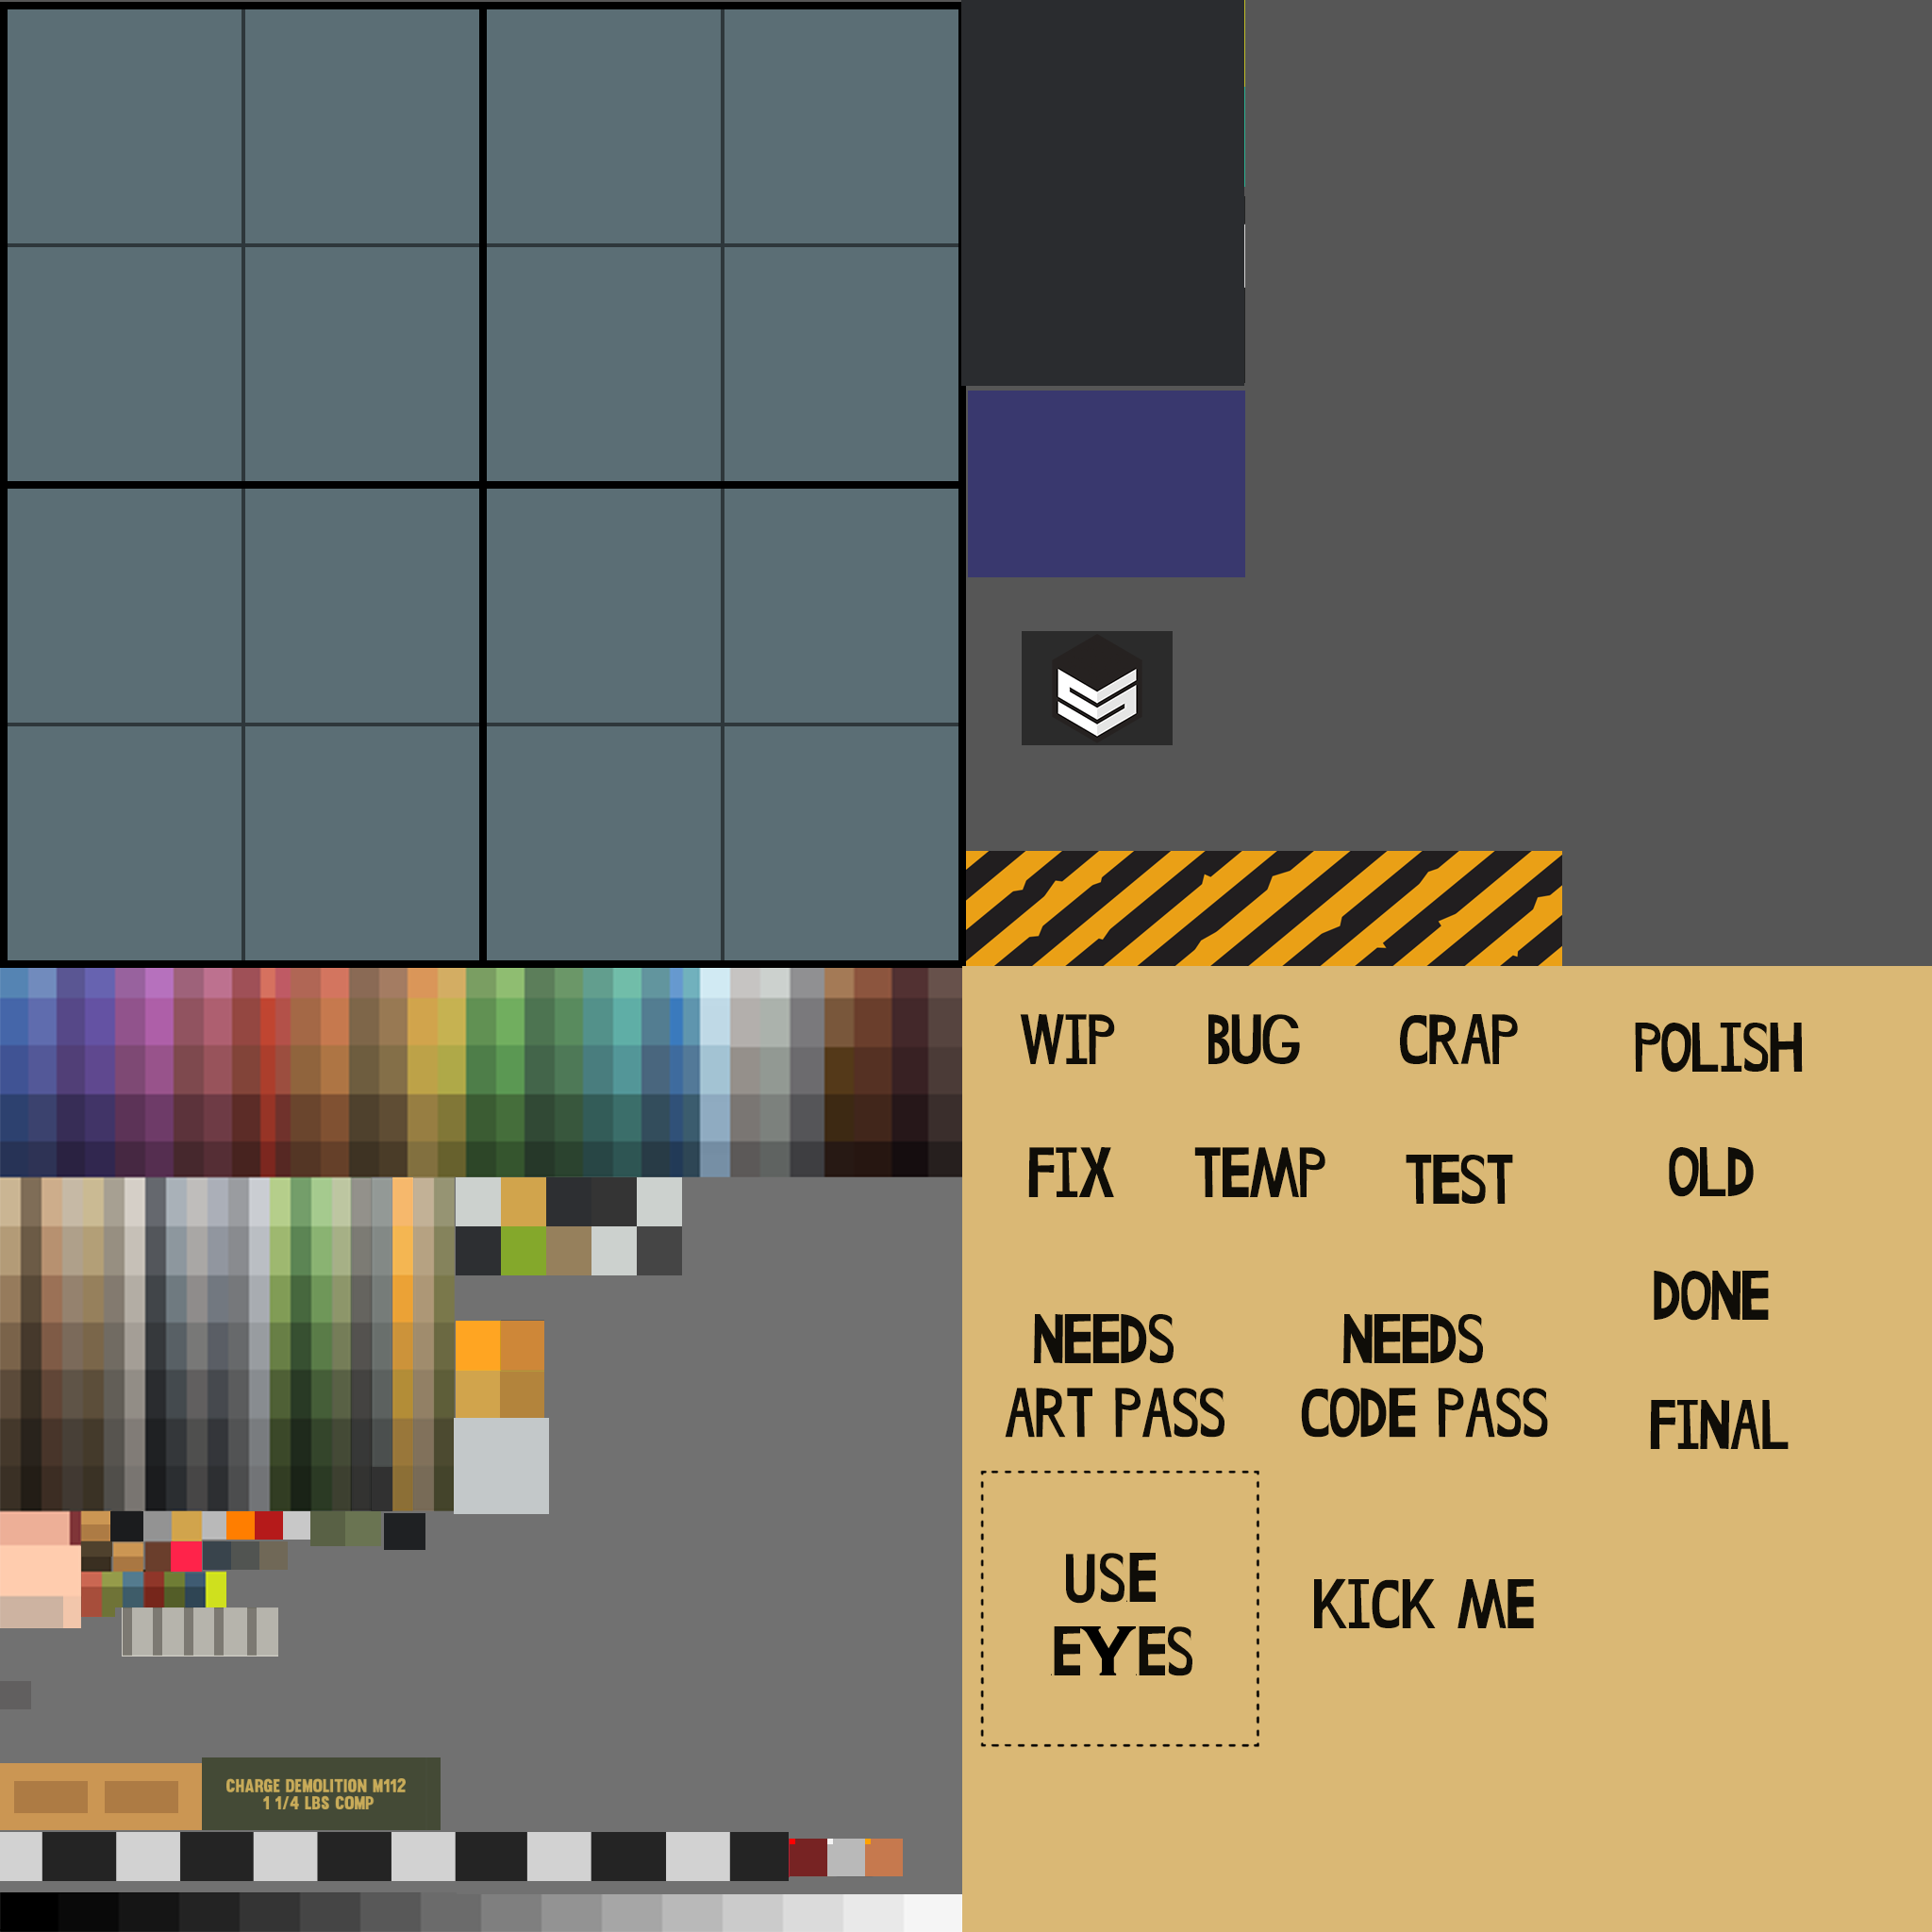 WIP
BUG
CRAP
POLISH
FIX
TEMP
TEST
OLD
DONE
NEEDS
ART PASS
NEEDS
CODE PASS
FINAL
USE
EYES
KICK ME
CHARGE DEMOLITION M112
1 1/4 LBS COMP